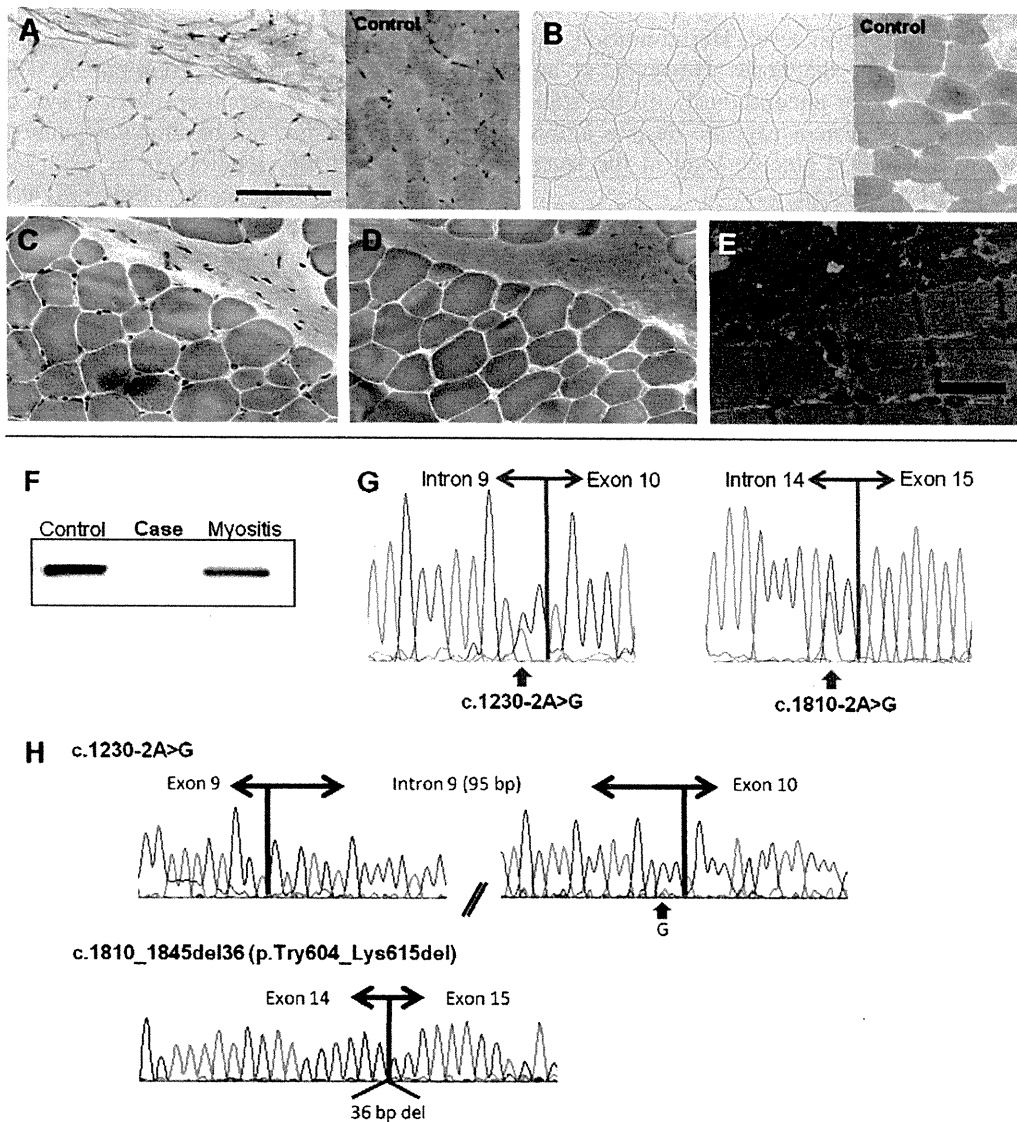 A
Control
B
Control
C
D
E
F
Control Case Myositis
G
Intron 9 Exon 10
Intron 14 Exon 15
c.1230-2A>G
c.1810-2A>G
H
c.1230-2A>G
Exon 9 Intron 9 (95 bp) Exon 10
G
c.1810_1845del36 (p.Try604_Lys615del)
Exon 14 Exon 15
36 bp del